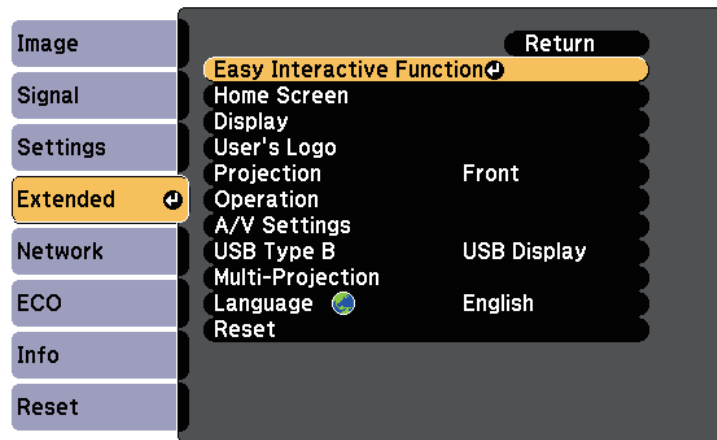 Image
Signal
Settings
Extended
Network
ECO
Info
Reset
Return
Easy Interactive Function
Home Screen
Display
User's Logo
Projection Front
Operation
A/V Settings
USB Type B USB Display
Multi-Projection
Language English
Reset